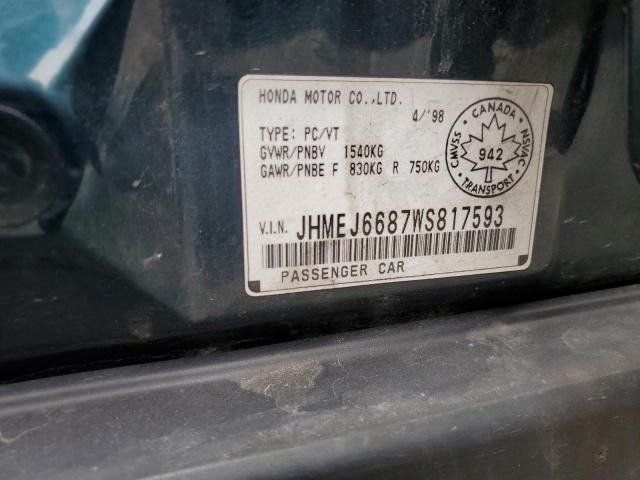 HONDA MOTOR CO.,LTD.
4/'98
TYPE: PC/VT
GVWR/PNBV 1540KG
GAWR/PNBE F 830KG R 750KG
CANADA
CMVSS
NSVAC
942
TRANSPORT
V.I.N. JHMEJ6687WS817593
PASSENGER CAR